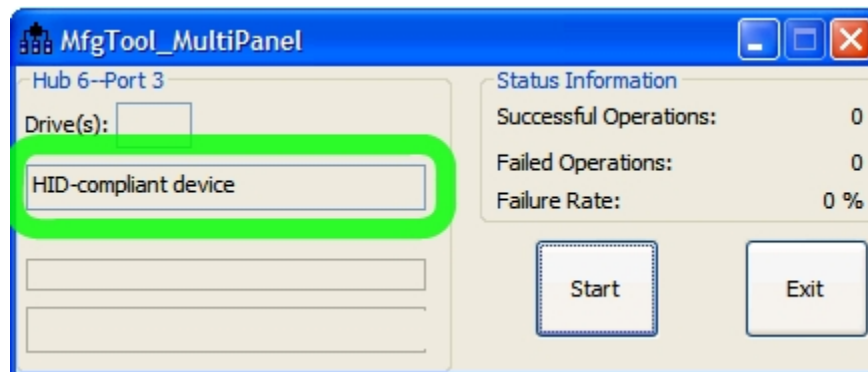 MfgTool_MultiPanel
Hub 6--Port 3
Drive(s):
HID-compliant device
Status Information
Successful Operations: 0
Failed Operations: 0
Failure Rate: 0 %
Start
Exit